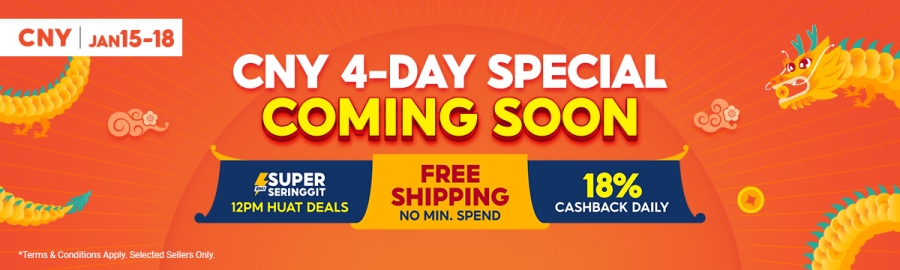 CNY | JAN15-18
CNY 4-DAY SPECIAL
COMING SOON
SUPER
SERINGGIT
12PM HUAT DEALS
FREE
SHIPPING
NO MIN. SPEND
18%
CASHBACK DAILY
*Terms & Conditions Apply. Selected Sellers Only.